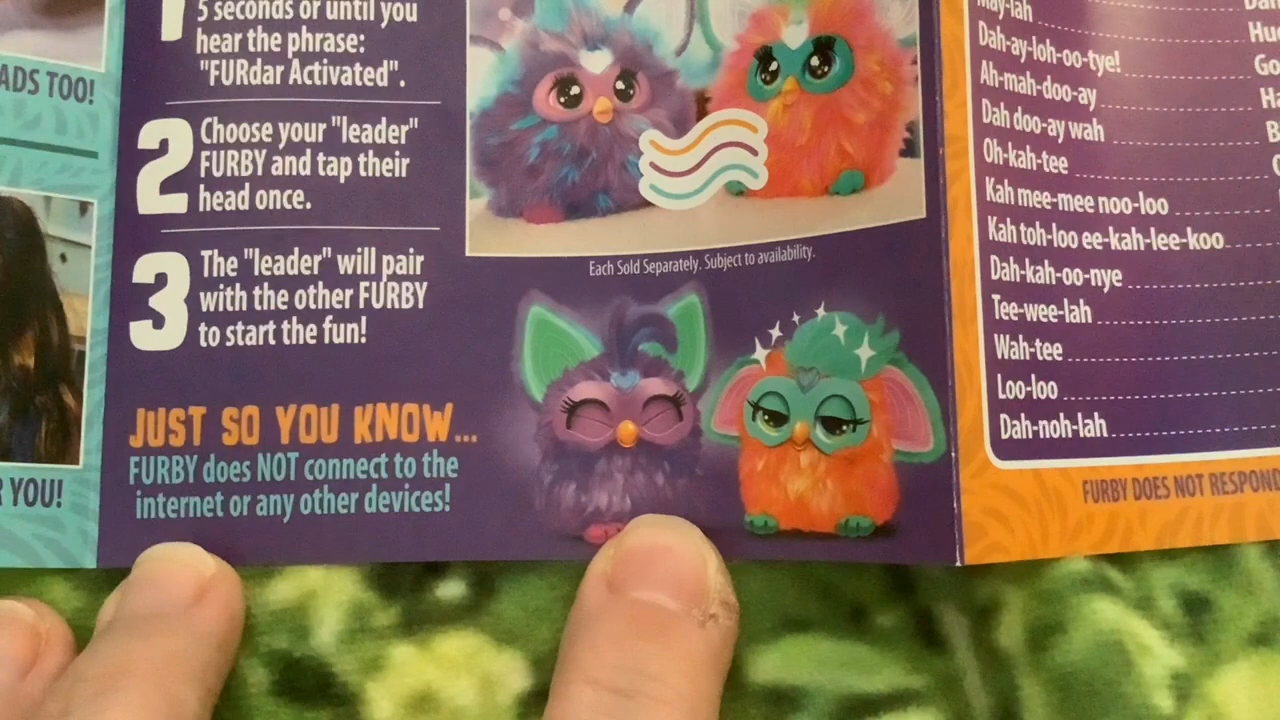 ADS TOO!
YOU!
1
5 seconds or until you
hear the phrase:
"FURdar Activated".
2
Choose your "leader"
FURBY and tap their
head once.
3
The "leader" will pair
with the other FURBY
to start the fun!
JUST SO YOU KNOW...
FURBY does NOT connect to the
internet or any other devices!
Each Sold Separately. Subject to availability.
May-lah
Dah-ay-loh-oo-tye!
Ah-mah-doo-ay
Dah doo-ay wah
Oh-kah-tee
Kah mee-mee noo-loo
Kah toh-loo ee-kah-lee-koo
Dah-kah-oo-nye
Tee-wee-lah
Wah-tee
Loo-loo
Dah-noh-lah
FURBY DOES NOT RESPOND